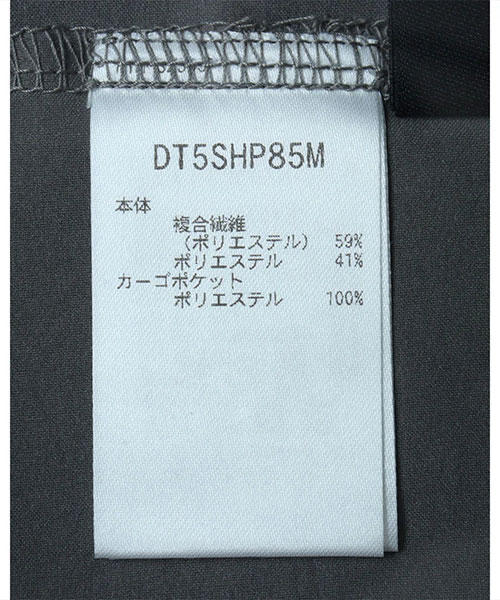 DT5SHP85M
本体
複合繊維
(ポリエステル) 59%
ポリエステル 41%
カーゴポケット
ポリエステル 100%